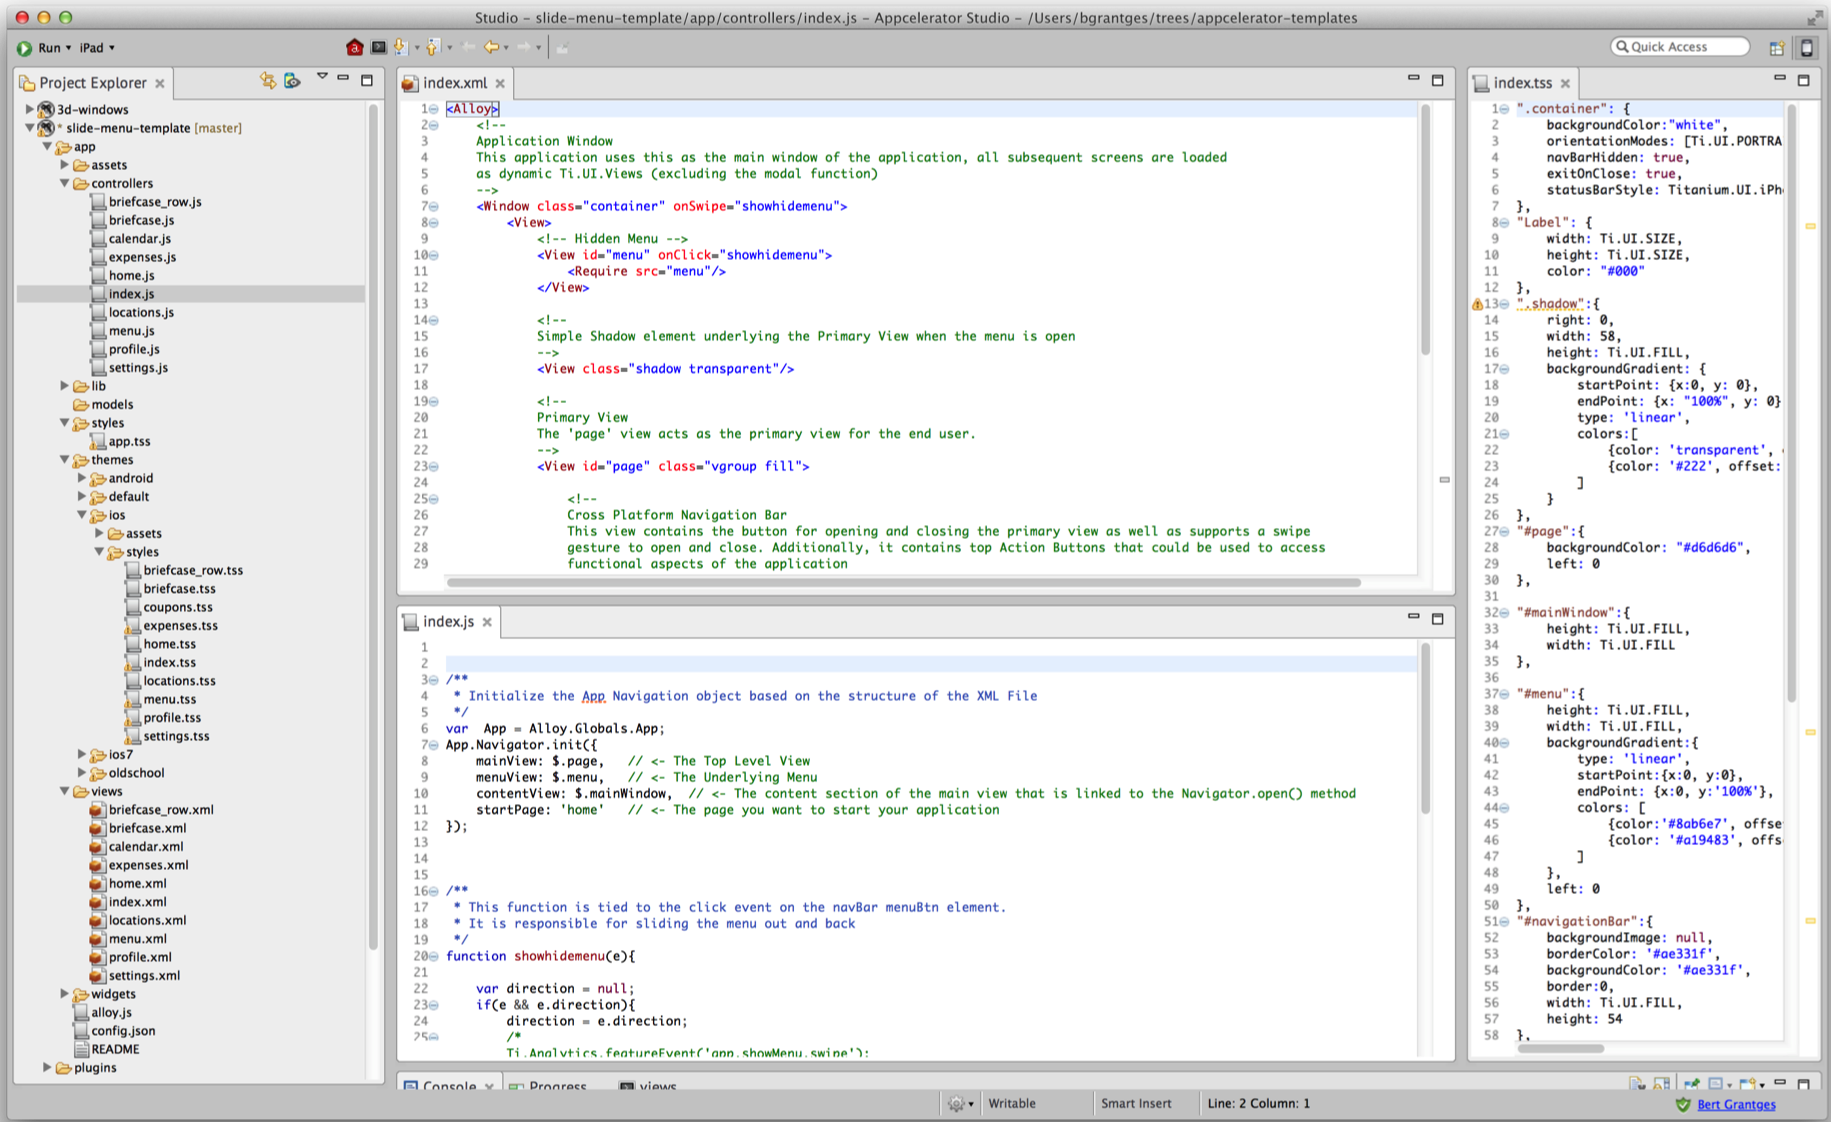 Studio – slide-menu-template/app/controllers/index.js – Appcelerator Studio – /Users/bgrantges/trees/appcelerator-templates
Run
iPad
Quick Access
Project Explorer
3d-windows
* slide-menu-template [master]
app
assets
controllers
briefcase_row.js
briefcase.js
calendar.js
expenses.js
home.js
index.js
locations.js
menu.js
profile.js
settings.js
lib
models
styles
app.tss
themes
android
default
ios
assets
styles
briefcase_row.tss
briefcase.tss
coupons.tss
expenses.tss
home.tss
index.tss
locations.tss
menu.tss
profile.tss
settings.tss
ios7
oldschool
views
briefcase_row.xml
briefcase.xml
calendar.xml
expenses.xml
home.xml
index.xml
locations.xml
menu.xml
profile.xml
settings.xml
widgets
alloy.js
config.json
README
plugins
index.xml
1 <Alloy>
2 <!--
3 Application Window
4 This application uses this as the main window of the application, all subsequent screens are loaded
5 as dynamic Ti.UI.Views (excluding the modal function)
6 -->
7 <Window class="container" onSwipe="showhidemenu">
8 <View>
9 <!-- Hidden Menu -->
10 <View id="menu" onClick="showhidemenu">
11 <Require src="menu"/>
12 </View>
13
14 <!--
15 Simple Shadow element underlying the Primary View when the menu is open
16 -->
17 <View class="shadow transparent"/>
18
19 <!--
20 Primary View
21 The 'page' view acts as the primary view for the end user.
22 -->
23 <View id="page" class="vgroup fill">
24
25 <!--
26 Cross Platform Navigation Bar
27 This view contains the button for opening and closing the primary view as well as supports a swipe
28 gesture to open and close. Additionally, it contains top Action Buttons that could be used to access
29 functional aspects of the application
index.js
1
2
3 /**
4 * Initialize the App Navigation object based on the structure of the XML File
5 */
6 var  App = Alloy.Globals.App;
7 App.Navigator.init({
8 mainView: $.page,   // <- The Top Level View
9 menuView: $.menu,   // <- The Underlying Menu
10 contentView: $.mainWindow,  // <- The content section of the main view that is linked to the Navigator.open() method
11 startPage: 'home'   // <- The page you want to start your application
12 });
13
14
15
16 /**
17 * This function is tied to the click event on the navBar menuBtn element.
18 * It is responsible for sliding the menu out and back
19 */
20 function showhidemenu(e){
21
22 var direction = null;
23 if(e && e.direction){
24 direction = e.direction;
25 /*
Ti.Analytics.featureEvent('app.showMenu.swipe');
index.tss
1 ".container": {
2 backgroundColor:"white",
3 orientationModes: [Ti.UI.PORTRA
4 navBarHidden: true,
5 exitOnClose: true,
6 statusBarStyle: Titanium.UI.iPh
7 },
8 "Label": {
9 width: Ti.UI.SIZE,
10 height: Ti.UI.SIZE,
11 color: "#000"
12 },
13 ".shadow":{
14 right: 0,
15 width: 58,
16 height: Ti.UI.FILL,
17 backgroundGradient: {
18 startPoint: {x:0, y: 0},
19 endPoint: {x: "100%", y: 0}
20 type: 'linear',
21 colors:[
22 {color: 'transparent',
23 {color: '#222', offset:
24 ]
25 }
26 },
27 "#page":{
28 backgroundColor: "#d6d6d6",
29 left: 0
30 },
31
32 "#mainWindow":{
33 height: Ti.UI.FILL,
34 width: Ti.UI.FILL
35 },
36
37 "#menu":{
38 height: Ti.UI.FILL,
39 width: Ti.UI.FILL,
40 backgroundGradient:{
41 type: 'linear',
42 startPoint:{x:0, y:0},
43 endPoint: {x:0, y:'100%'},
44 colors: [
45 {color:'#8ab6e7', offse
46 {color: '#a19483', offs
47 ]
48 },
49 left: 0
50 },
51 "#navigationBar":{
52 backgroundImage: null,
53 borderColor: '#ae331f',
54 backgroundColor: '#ae331f',
55 border:0,
56 width: Ti.UI.FILL,
57 height: 54
58 },
Console
Progress
views
Writable
Smart Insert
Line: 2 Column: 1
Bert Grantges